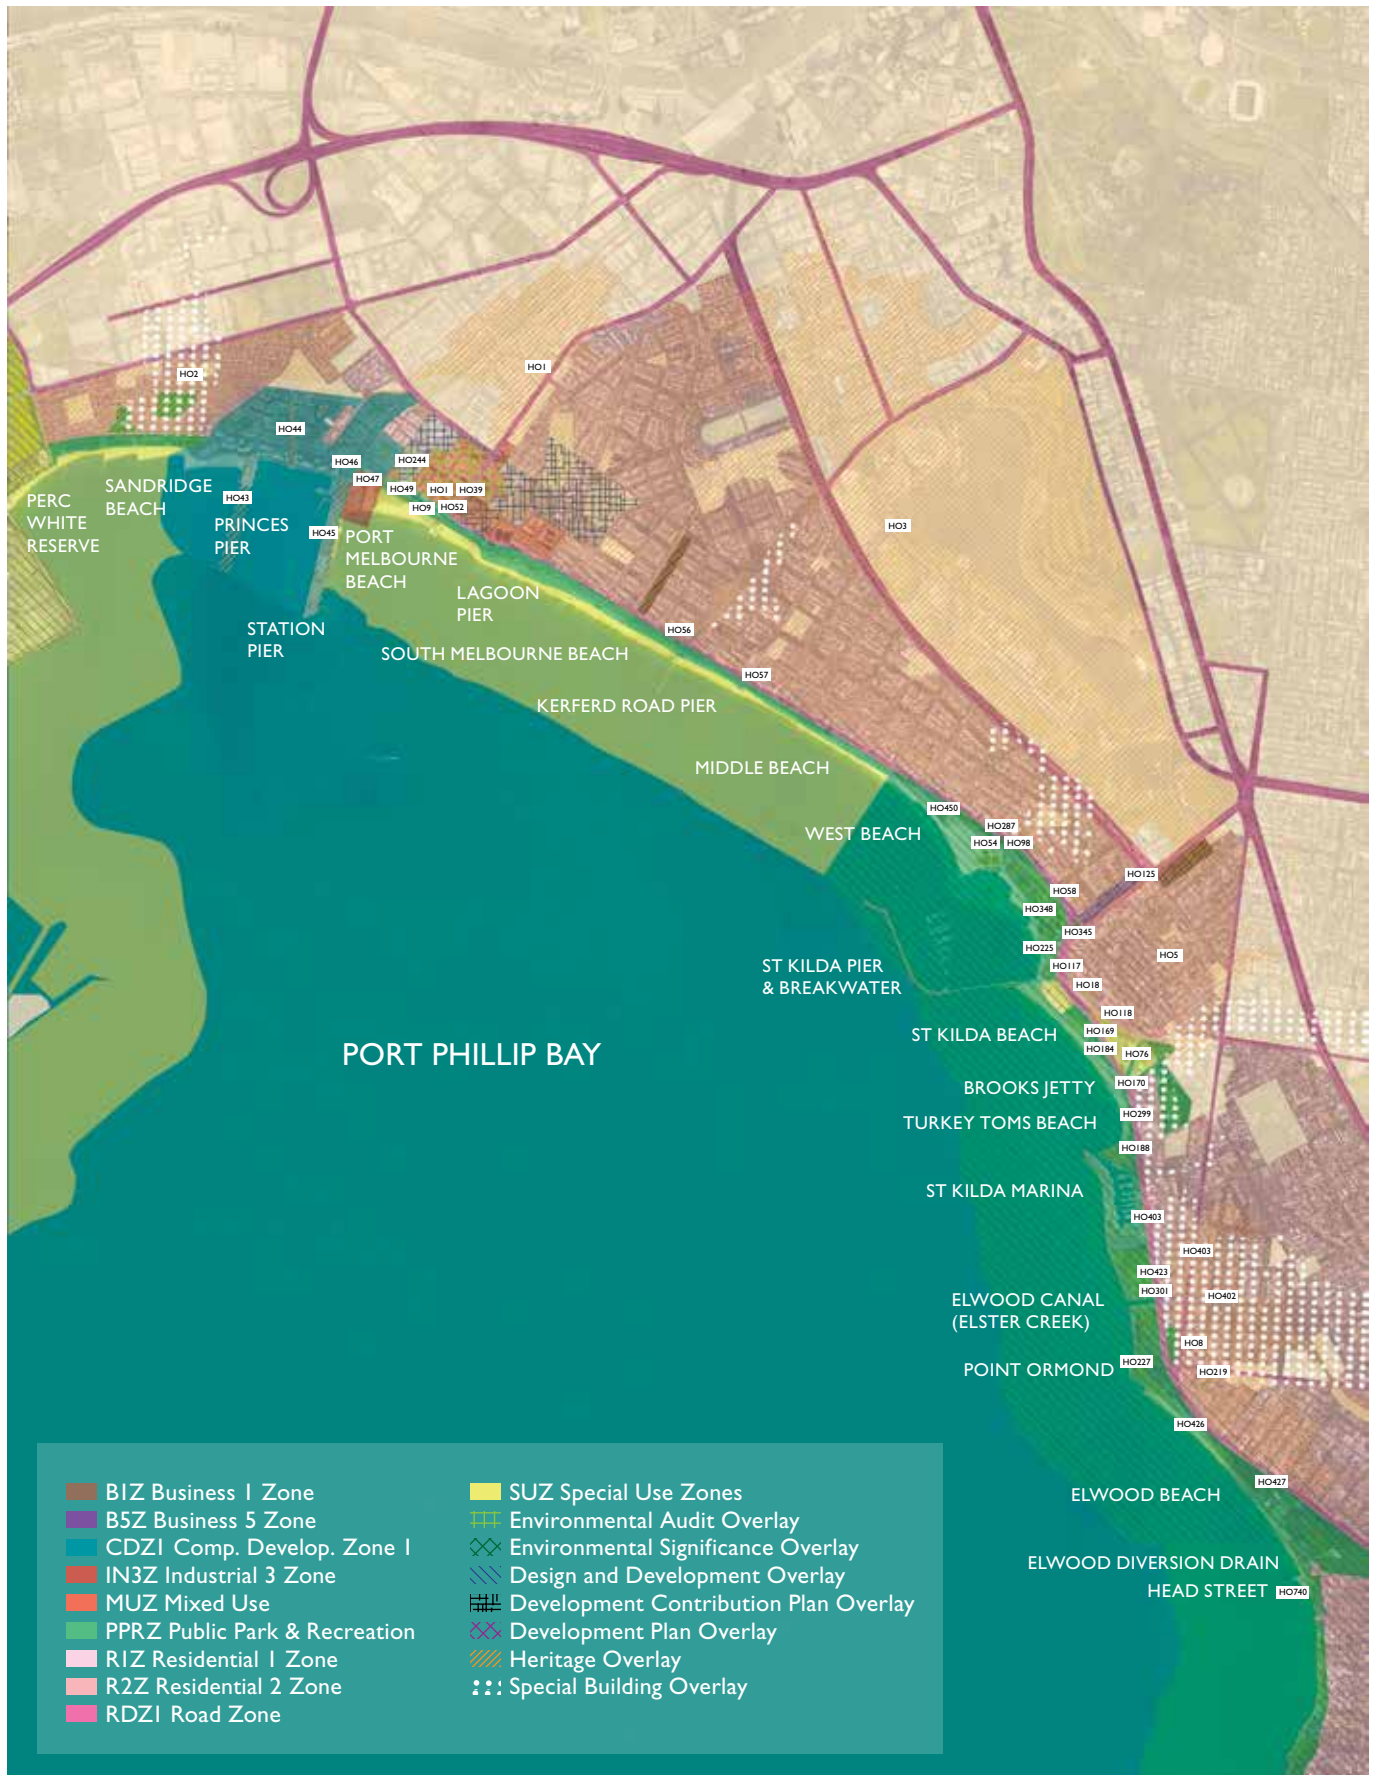 HO1
HO2
HO44
HO46
HO244
HO47
HO49
HO1
HO39
HO43
HO9
HO52
HO45
HO3
SANDRIDGE
BEACH
PERC
WHITE
RESERVE
PRINCES
PIER
PORT
MELBOURNE
BEACH
LAGOON
PIER
STATION
PIER
HO56
SOUTH MELBOURNE BEACH
HO57
KERFERD ROAD PIER
MIDDLE BEACH
HO450
WEST BEACH
HO287
HO54
HO98
HO125
HO58
HO348
HO345
HO225
HO5
HO117
ST KILDA PIER
& BREAKWATER
HO18
HO118
ST KILDA BEACH
HO169
HO184
HO76
PORT PHILLIP BAY
HO170
BROOKS JETTY
HO299
TURKEY TOMS BEACH
HO188
ST KILDA MARINA
HO403
HO403
HO423
HO301
HO402
ELWOOD CANAL
(ELSTER CREEK)
HO8
HO227
POINT ORMOND
HO219
HO426
HO427
ELWOOD BEACH
ELWOOD DIVERSION DRAIN
HEAD STREET
HO740
B1Z Business 1 Zone
B5Z Business 5 Zone
CDZ1 Comp. Develop. Zone 1
IN3Z Industrial 3 Zone
MUZ Mixed Use
PPRZ Public Park & Recreation
R1Z Residential 1 Zone
R2Z Residential 2 Zone
RDZ1 Road Zone
SUZ Special Use Zones
Environmental Audit Overlay
Environmental Significance Overlay
Design and Development Overlay
Development Contribution Plan Overlay
Development Plan Overlay
Heritage Overlay
Special Building Overlay